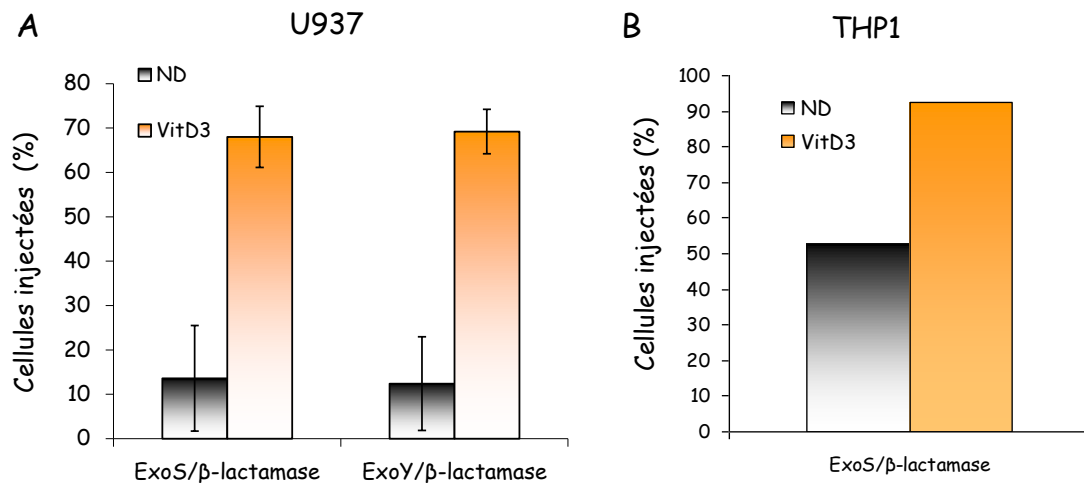 A
U937
ND
VitD3
Cellules injectées (%)
80
70
60
50
40
30
20
10
0
ExoS/β-lactamase
ExoY/β-lactamase
B
THP1
ND
VitD3
Cellules injectées (%)
100
90
80
70
60
50
40
30
20
10
0
ExoS/β-lactamase